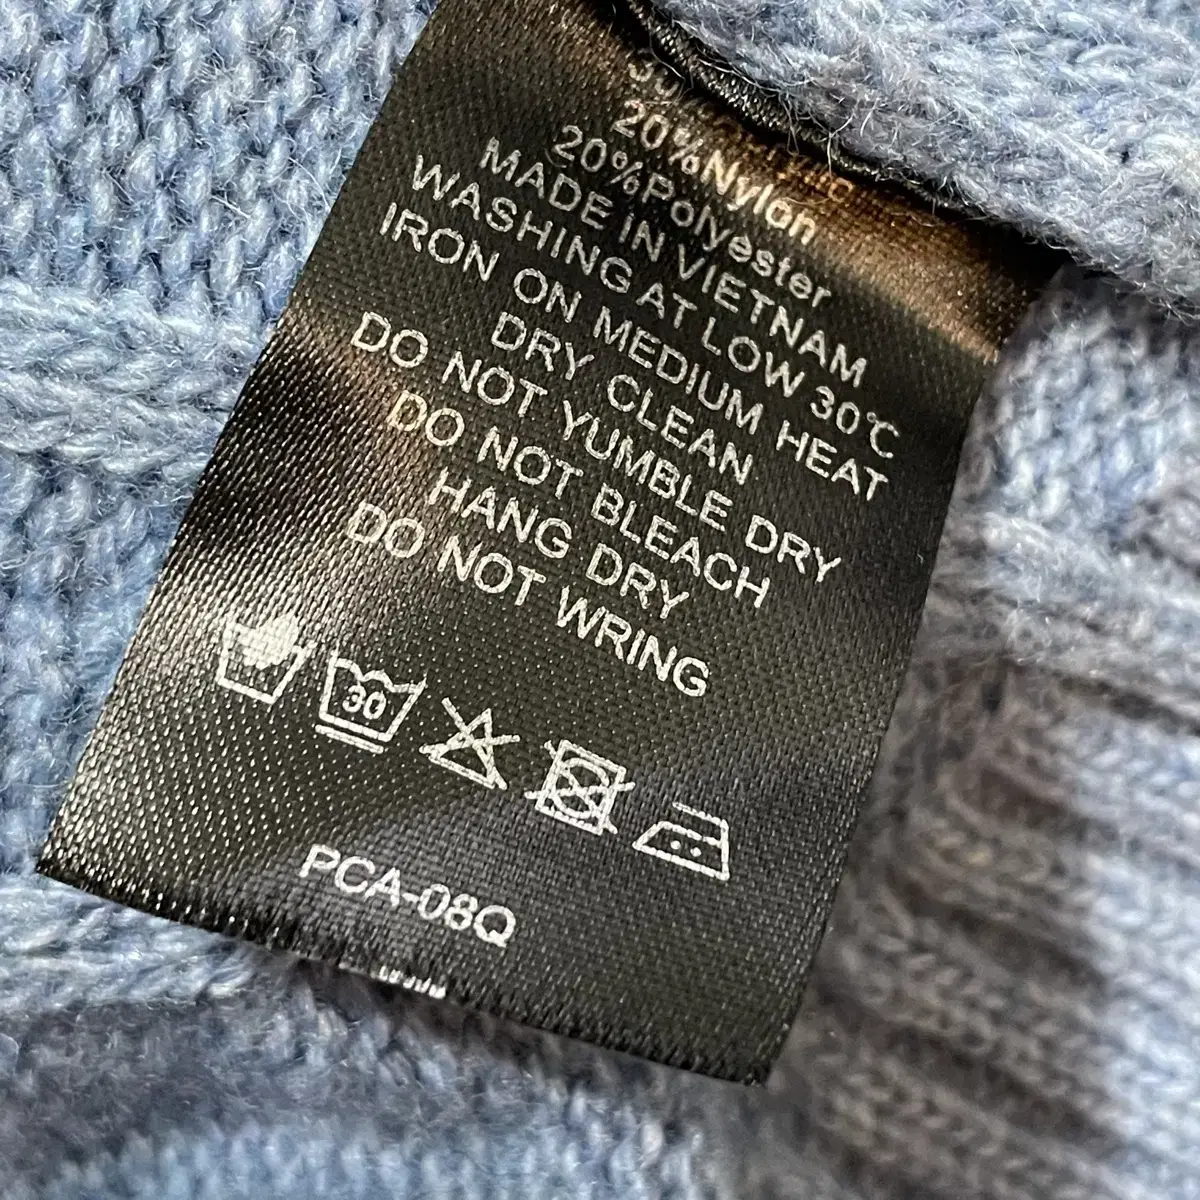 20%Nylon
20%Polyester
MADE IN VIETNAM
WASHING AT LOW 30℃
IRON ON MEDIUM HEAT
DRY CLEAN
DO NOT YUMBLE DRY
DO NOT BLEACH
HANG DRY
DO NOT WRING
30
PCA-08Q